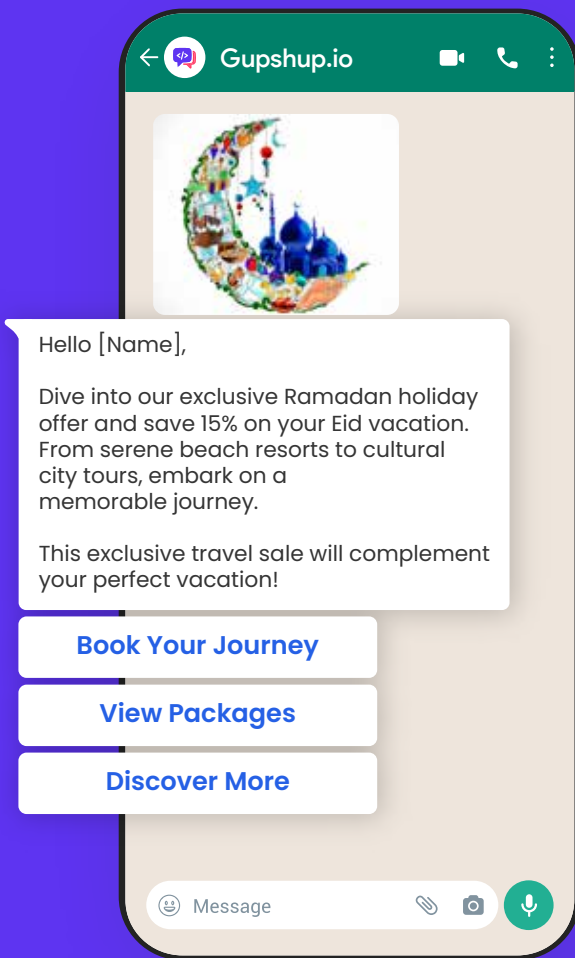 Gupshup.io
Hello [Name],
Dive into our exclusive Ramadan holiday
offer and save 15% on your Eid vacation.
From serene beach resorts to cultural
city tours, embark on a
memorable journey.
This exclusive travel sale will complement
your perfect vacation!
Book Your Journey
View Packages
Discover More
Message